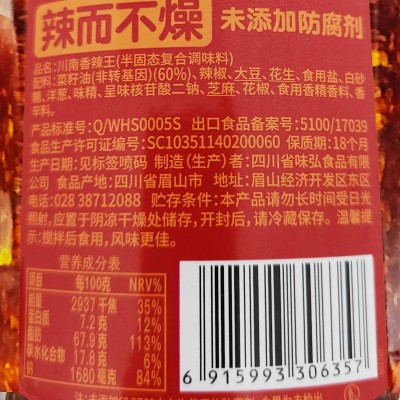 辣而不燥
未添加防腐剂
品名:川南香辣王(半固态复合调味料)
配料:菜籽油(非转基因)(60%)、辣椒、大豆、花生、食用盐、白砂
糖、洋葱、味精、呈味核苷酸二钠、芝麻、花椒、食用香精香料、香
辛料。
产品标准号:Q/WHS0005S 出口食品备案号:5100/17039
食品生产许可证编号:SC10351140200060 保质期:18个月
生产日期:见标签喷码 制造(生产)者:四川省味弘食品有限
公司 食品产地:四川省眉山市 地址:眉山经济开发区东区
028 38712088 贮存条件:本产品请勿长时间受日光
照射,应置于阴凉干燥处储存,开封后,请冷藏保存。温馨提
示:搅拌后食用,风味更佳。
营养成分表
项目 每100克 NRV%
能量 2937 千焦 35%
蛋白质 7.2 克 12%
脂肪 67.9 克 113%
碳水化合物 17.8 克 6%
钠 1680 毫克 84%
6 915993 306357